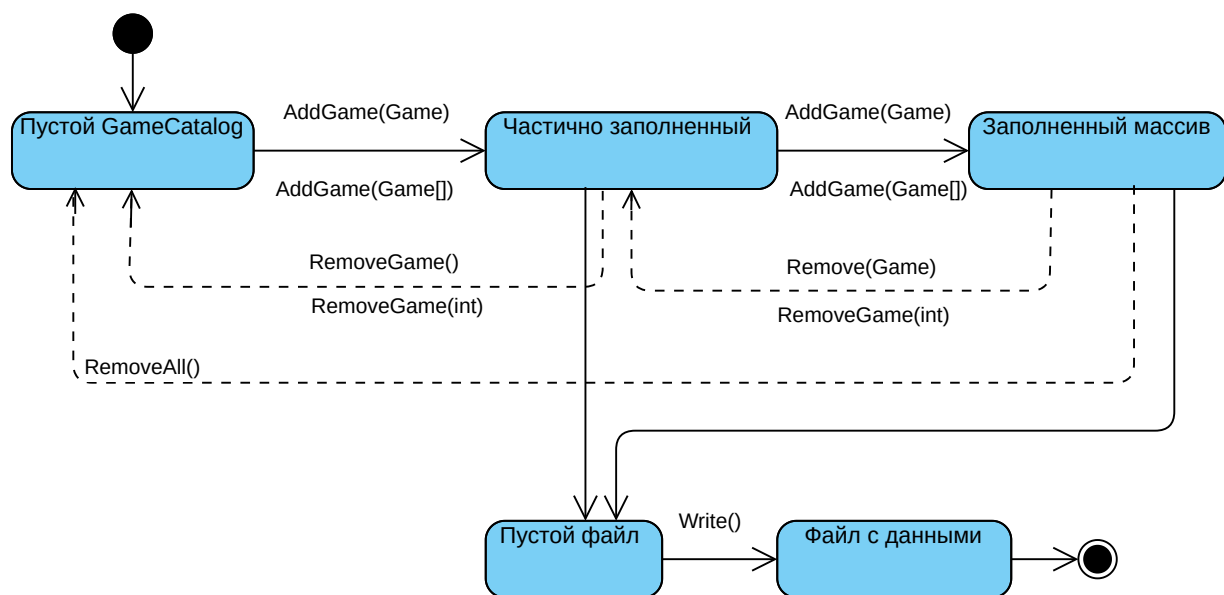 AddGame(Game)
AddGame(Game)
Пустой GameCatalog
Частично заполненный
Заполненный массив
AddGame(Game[])
AddGame(Game[])
RemoveGame()
Remove(Game)
RemoveGame(int)
RemoveGame(int)
RemoveAll()
Write()
Пустой файл
Файл с данными